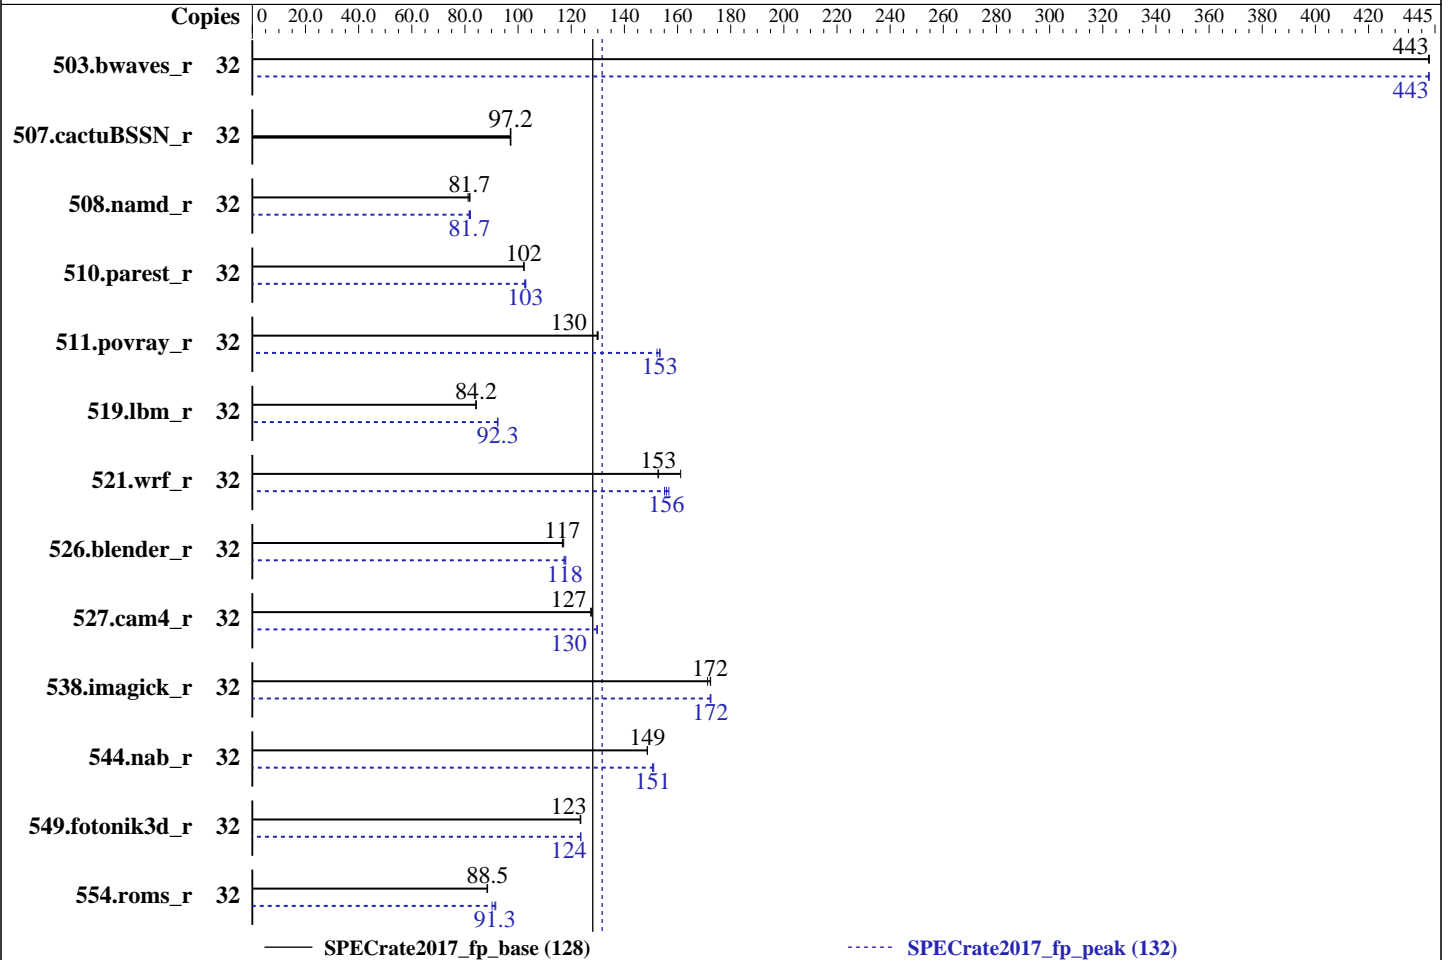 Copies 0 20.0 40.0 60.0 80.0 100 120 140 160 180 200 220 240 260 280 300 320 340 360 380 400 420 445
443
503.bwaves_r 32
443
97.2
507.cactuBSSN_r 32
81.7
508.namd_r 32
81.7
102
510.parest_r 32
103
130
511.povray_r 32
153
84.2
519.lbm_r 32
92.3
153
521.wrf_r 32
156
117
526.blender_r 32
118
127
527.cam4_r 32
130
172
538.imagick_r 32
172
149
544.nab_r 32
151
123
549.fotonik3d_r 32
124
88.5
554.roms_r 32
91.3
SPECrate2017_fp_base (128) SPECrate2017_fp_peak (132)